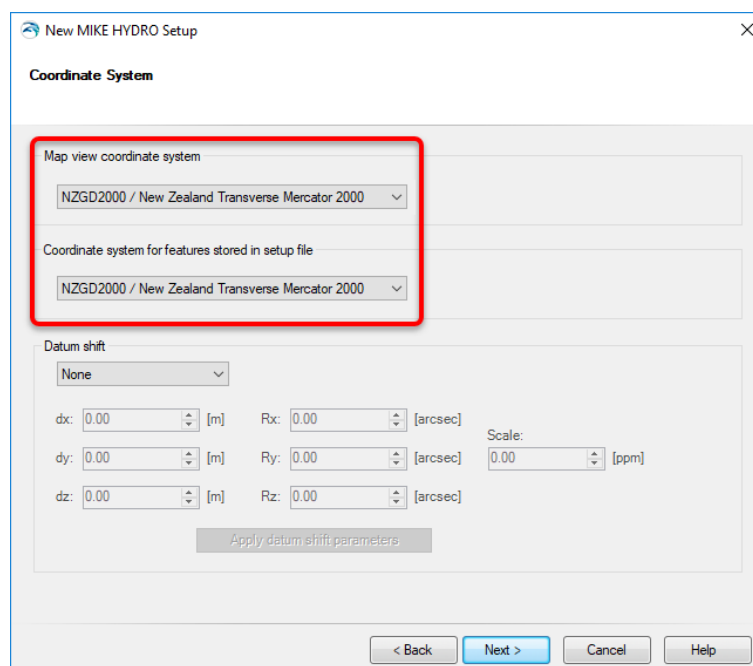 New MIKE HYDRO Setup
Coordinate System
Map view coordinate system
NZGD2000 / New Zealand Transverse Mercator 2000
Coordinate system for features stored in setup file
NZGD2000 / New Zealand Transverse Mercator 2000
Datum shift
None
dx: 0.00 [m] Rx: 0.00 [arcsec]
Scale:
dy: 0.00 [m] Ry: 0.00 [arcsec] 0.00 [ppm]
dz: 0.00 [m] Rz: 0.00 [arcsec]
Apply datum shift parameters
< Back Next > Cancel Help